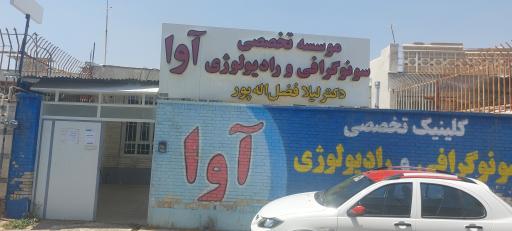 موسسه تخصصی
سونوگرافی و رادیولوژی آوا
دکتر لیلا فضل اله پور
کلینیک تخصصی
سونوگرافی و رادیولوژی
آوا